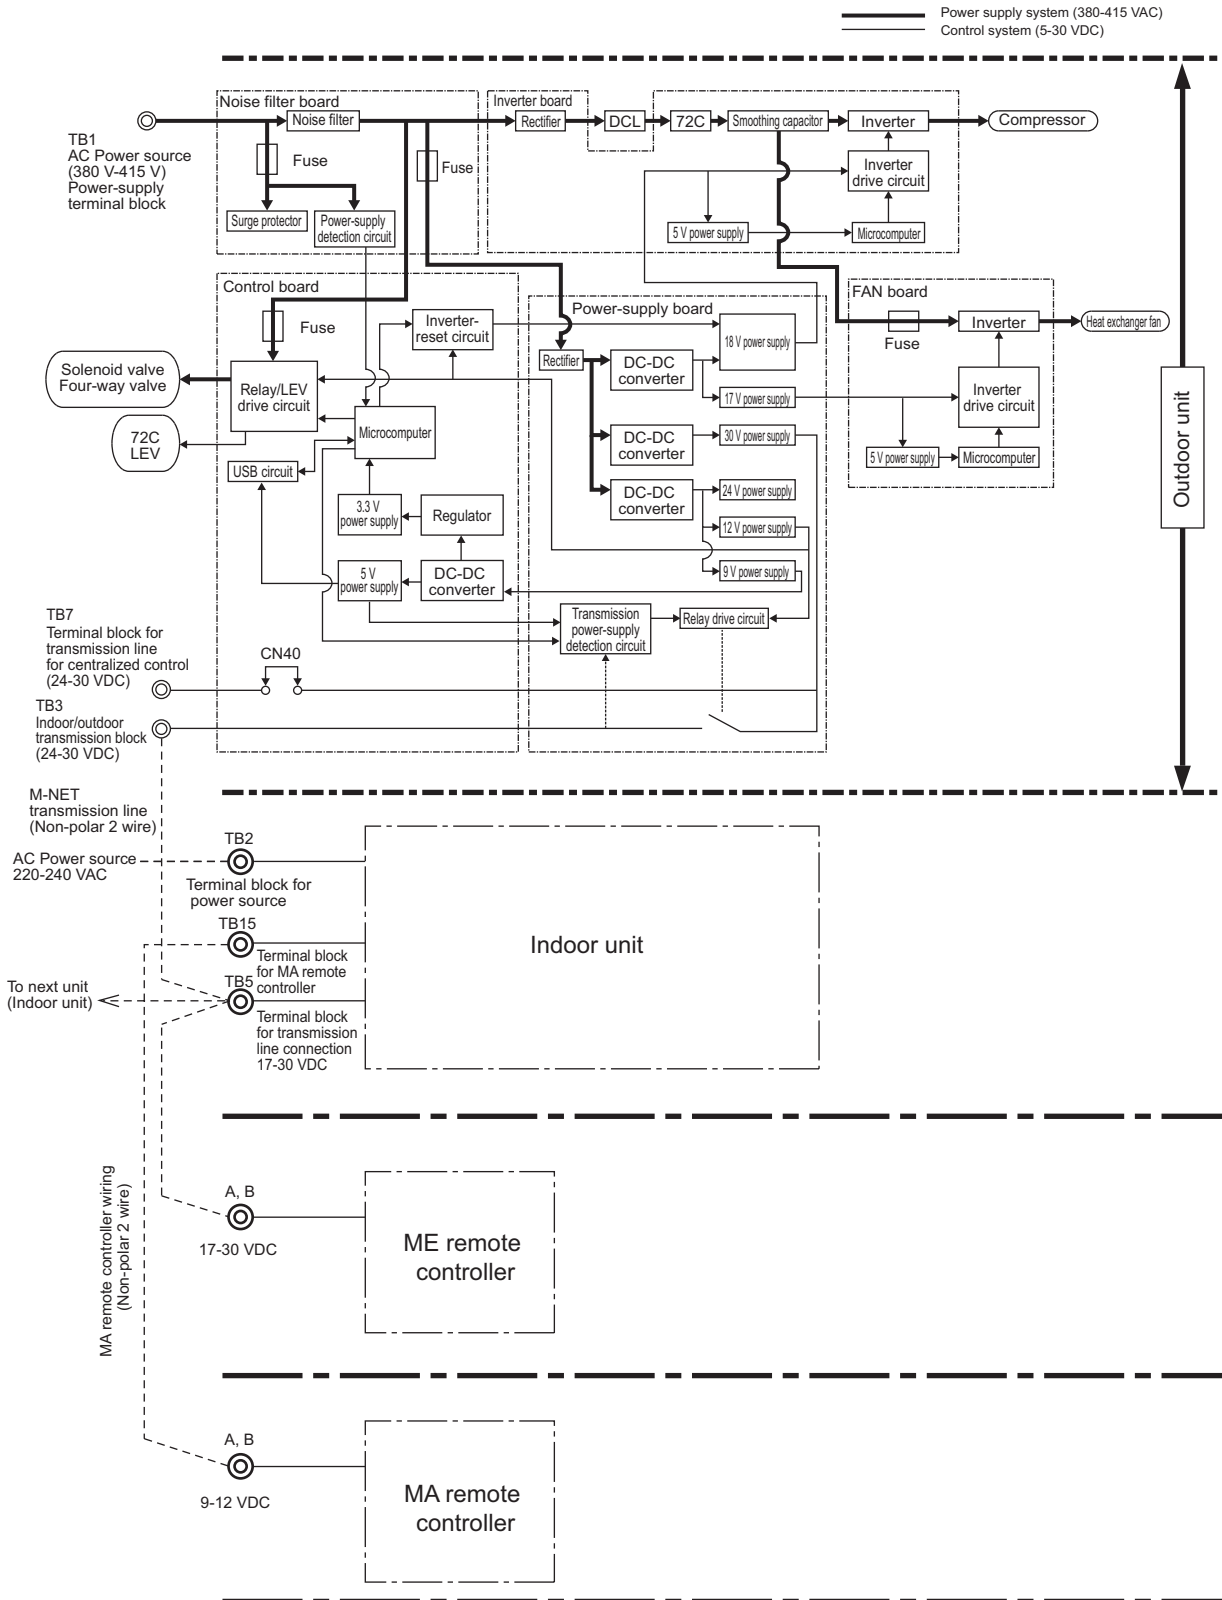 Power supply system (380-415 VAC)
Control system (5-30 VDC)
Noise filter board
Noise filter
Fuse
Fuse
Surge protector
Power-supply
detection circuit
TB1
AC Power source
(380 V-415 V)
Power-supply
terminal block
Inverter board
Rectifier
DCL
72C
Smoothing capacitor
Inverter
Compressor
Inverter
drive circuit
5 V power supply
Microcomputer
Control board
Fuse
Inverter-
reset circuit
Solenoid valve
Four-way valve
Relay/LEV
drive circuit
72C
LEV
Microcomputer
USB circuit
3.3 V
power supply
Regulator
5 V
power supply
DC-DC
converter
Power-supply board
Rectifier
DC-DC
converter
18 V power supply
17 V power supply
DC-DC
converter
30 V power supply
DC-DC
converter
24 V power supply
12 V power supply
9 V power supply
Transmission
power-supply
detection circuit
Relay drive circuit
FAN board
Fuse
Inverter
Heat exchanger fan
Inverter
drive circuit
5 V power supply
Microcomputer
Outdoor unit
TB7
Terminal block for
transmission line
for centralized control
(24-30 VDC)
CN40
TB3
Indoor/outdoor
transmission block
(24-30 VDC)
M-NET
transmission line
(Non-polar 2 wire)
AC Power source
220-240 VAC
TB2
Terminal block for
power source
TB15
Terminal block
for MA remote
controller
TB5
Terminal block
for transmission
line connection
17-30 VDC
To next unit
(Indoor unit)
Indoor unit
MA remote controller wiring
(Non-polar 2 wire)
A, B
17-30 VDC
ME remote
controller
A, B
9-12 VDC
MA remote
controller